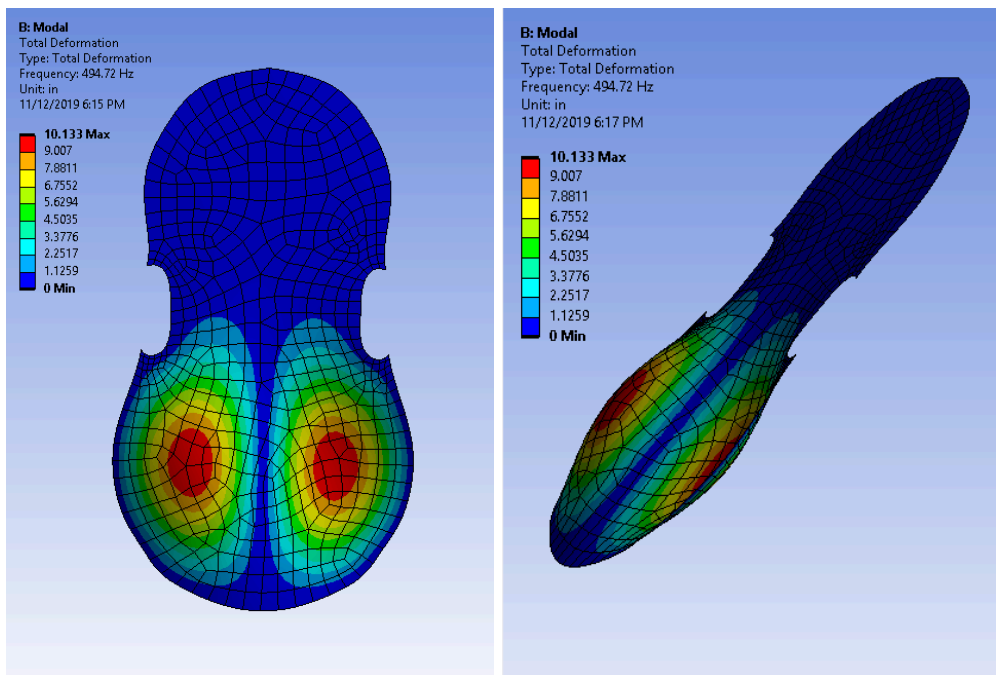 B: Modal
Total Deformation
Type: Total Deformation
Frequency: 494.72 Hz
Unit: in
11/12/2019 6:15 PM
10.133 Max
9.007
7.8811
6.7552
5.6294
4.5035
3.3776
2.2517
1.1259
0 Min
B: Modal
Total Deformation
Type: Total Deformation
Frequency: 494.72 Hz
Unit: in
11/12/2019 6:17 PM
10.133 Max
9.007
7.8811
6.7552
5.6294
4.5035
3.3776
2.2517
1.1259
0 Min